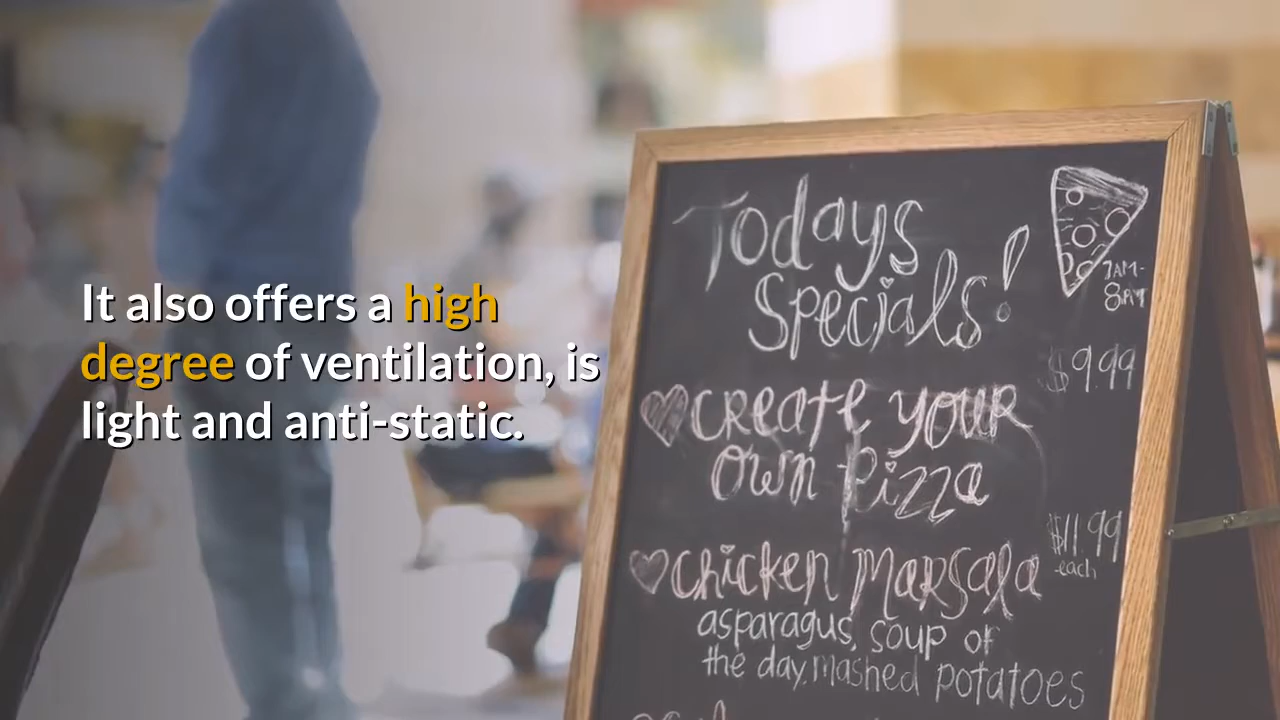 It also offers a high
degree of ventilation, is
light and anti-static.
Todays
Specials!
7AM-
8PM
$9.99
CREATE YOUR
OWN PIZZA
$11.99
each
Chicken MARSala
asparagus, soup of
the day, mashed potatoes